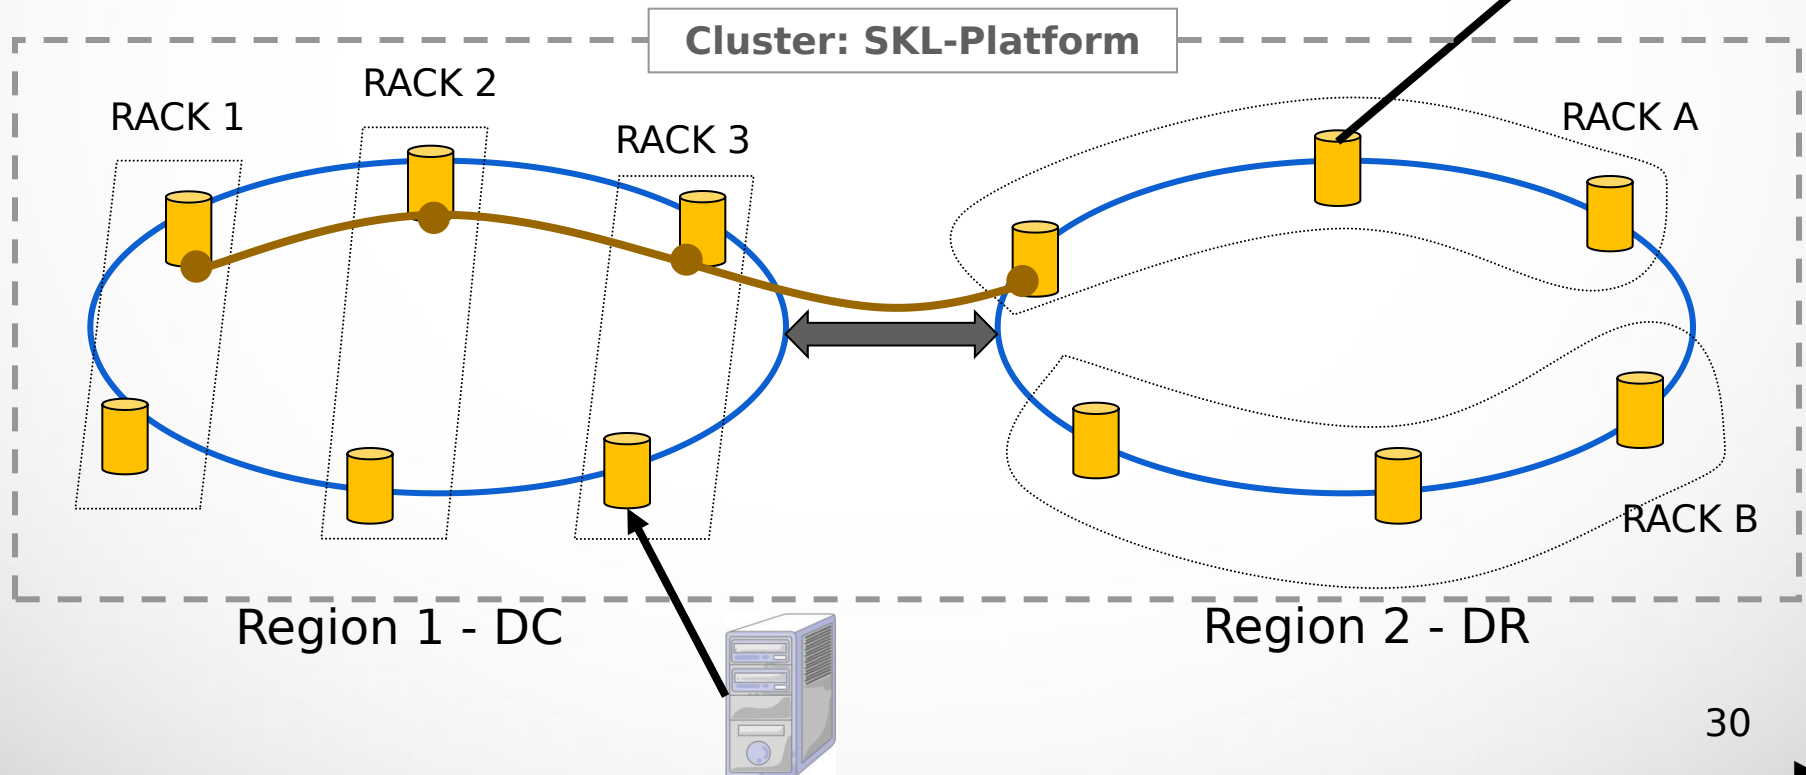 Cluster: SKL-Platform
RACK 1
RACK 2
RACK 3
RACK A
RACK B
Region 1 - DC
Region 2 - DR
30